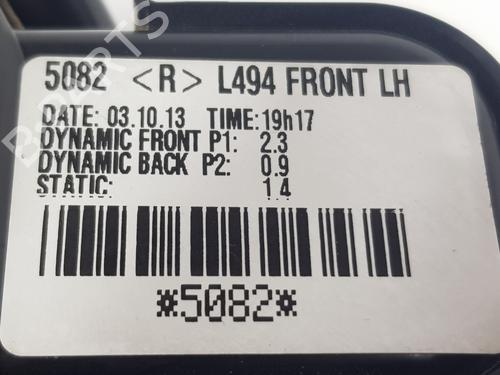 5082 <R> L494 FRONT LH
DATE: 03.10.13 TIME:19h17
DYNAMIC FRONT P1: 2.3
DYNAMIC BACK P2: 0.9
STATIC: 1.4
*5082*